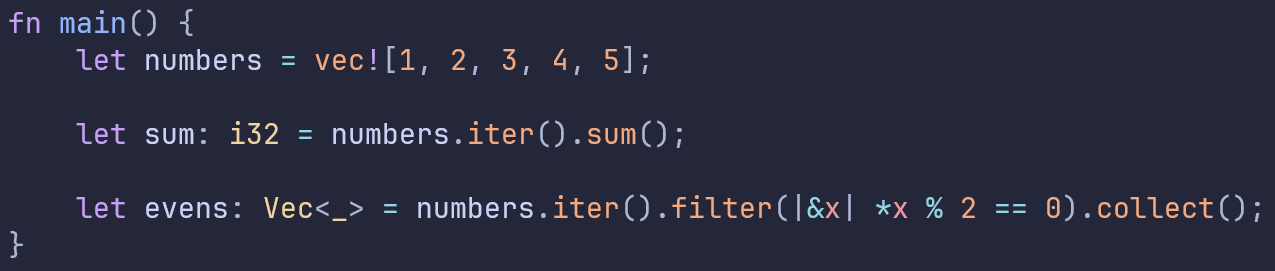 fn main() {
    let numbers = vec![1, 2, 3, 4, 5];

    let sum: i32 = numbers.iter().sum();

    let evens: Vec<_> = numbers.iter().filter(|&x| *x % 2 == 0).collect();
}